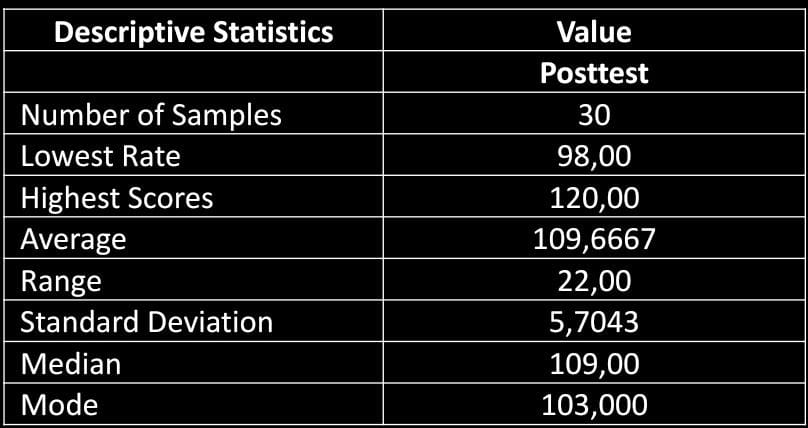 Descriptive Statistics Value
Posttest
Number of Samples 30
Lowest Rate 98,00
Highest Scores 120,00
Average 109,6667
Range 22,00
Standard Deviation 5,7043
Median 109,00
Mode 103,000